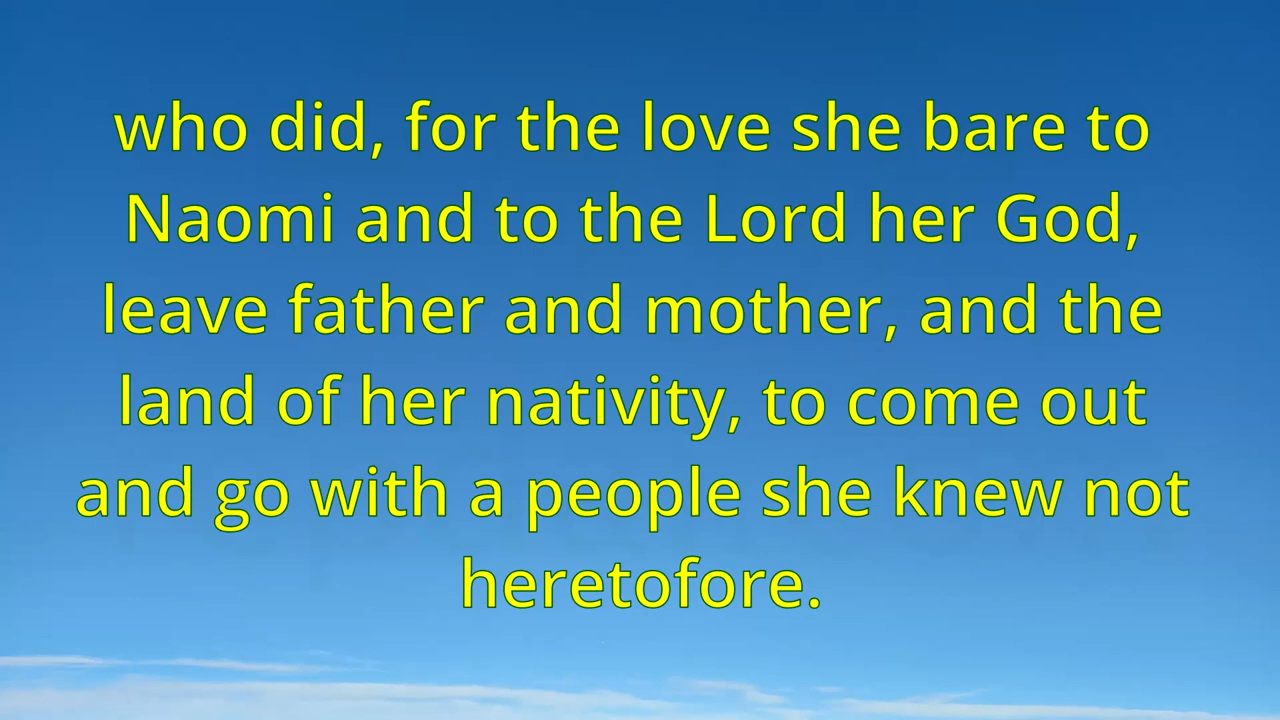 who did, for the love she bare to
Naomi and to the Lord her God,
leave father and mother, and the
land of her nativity, to come out
and go with a people she knew not
heretofore.